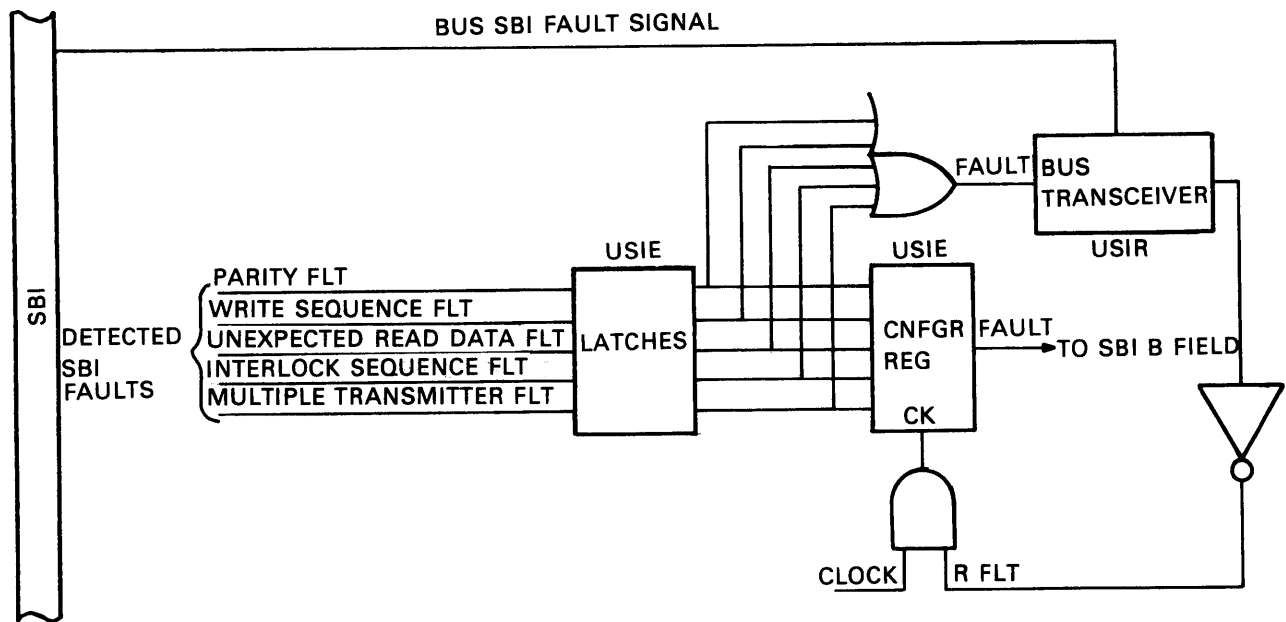 BUS SBI FAULT SIGNAL
FAULT
BUS
TRANSCEIVER
USIR
USIE
USIE
SBI
DETECTED
SBI
FAULTS
PARITY FLT
WRITE SEQUENCE FLT
UNEXPECTED READ DATA FLT
INTERLOCK SEQUENCE FLT
MULTIPLE TRANSMITTER FLT
LATCHES
CNFGR
REG
CK
FAULT
TO SBI B FIELD
CLOCK
R FLT